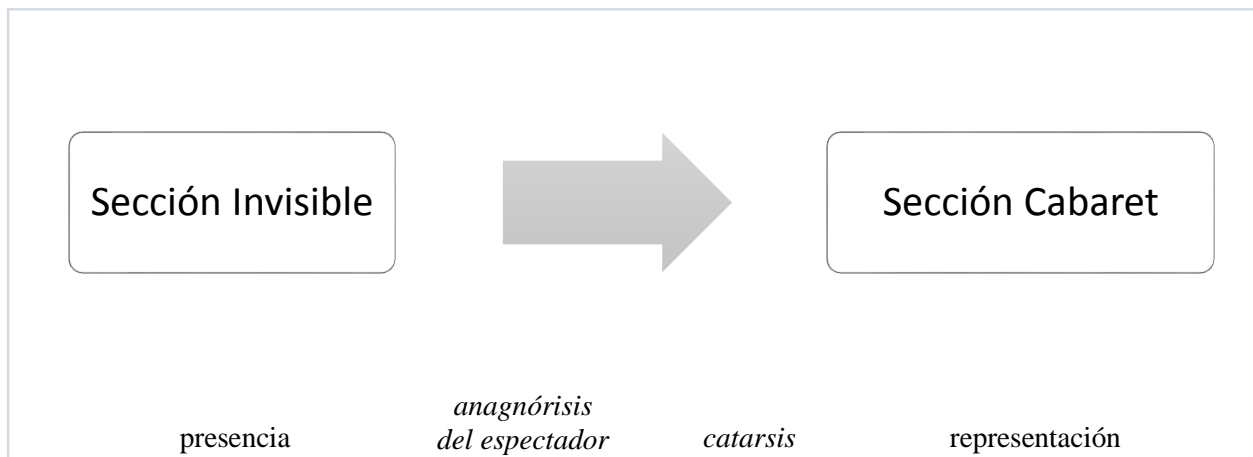 Sección Invisible
Sección Cabaret
anagnórisis
del espectador
presencia
catarsis
representación